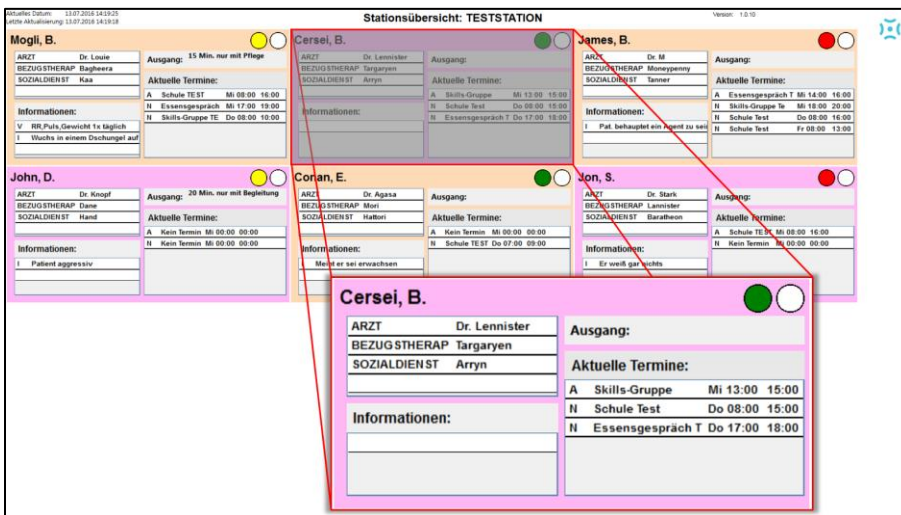 Aktuelles Datum: 13.07.2016 14:19:25
Letzte Aktualisierung: 13.07.2016 14:19:18
Stationsübersicht: TESTSTATION
Version: 1.0.10
Mogli, B.
ARZT Dr. Louie
BEZUGSTHERAP Bagheera
SOZIALDIENST Kaa
Informationen:
V RR,Puls,Gewicht 1x täglich
I Wuchs in einem Dschungel auf
Ausgang: 15 Min. nur mit Pflege
Aktuelle Termine:
A Schule TEST Mi 08:00 16:00
N Essensgespräch Mi 17:00 19:00
N Skills-Gruppe TE Do 08:00 10:00
Cersei, B.
ARZT Dr. Lennister
BEZUGSTHERAP Targaryen
SOZIALDIENST Arryn
Informationen:
Ausgang:
Aktuelle Termine:
A Skills-Gruppe Mi 13:00 15:00
N Schule Test Do 08:00 15:00
N Essensgespräch T Do 17:00 18:00
James, B.
ARZT Dr. M
BEZUGSTHERAP Moneypenny
SOZIALDIENST Tanner
Informationen:
I Pat. behauptet ein Agent zu sei
Ausgang:
Aktuelle Termine:
A Essensgespräch T Mi 14:00 16:00
N Skills-Gruppe Te Mi 18:00 20:00
N Schule Test Do 08:00 16:00
N Schule Test Fr 08:00 13:00
John, D.
ARZT Dr. Knopf
BEZUGSTHERAP Dane
SOZIALDIENST Hand
Informationen:
I Patient aggressiv
Ausgang: 20 Min. nur mit Begleitung
Aktuelle Termine:
A Kein Termin Mi 00:00 00:00
N Kein Termin Mi 00:00 00:00
Conan, E.
ARZT Dr. Agasa
BEZUGSTHERAP Mori
SOZIALDIENST Hattori
Informationen:
Meint er sei erwachsen
Ausgang:
Aktuelle Termine:
A Kein Termin Mi 00:00 00:00
N Schule TEST Do 07:00 09:00
Jon, S.
ARZT Dr. Stark
BEZUGSTHERAP Lannister
SOZIALDIENST Baratheon
Informationen:
I Er weiß gar nichts
Ausgang:
Aktuelle Termine:
A Schule TEST Mi 08:00 16:00
N Kein Termin Mi 00:00 00:00
Cersei, B.
ARZT Dr. Lennister
BEZUGSTHERAP Targaryen
SOZIALDIENST Arryn
Informationen:
Ausgang:
Aktuelle Termine:
A Skills-Gruppe Mi 13:00 15:00
N Schule Test Do 08:00 15:00
N Essensgespräch T Do 17:00 18:00